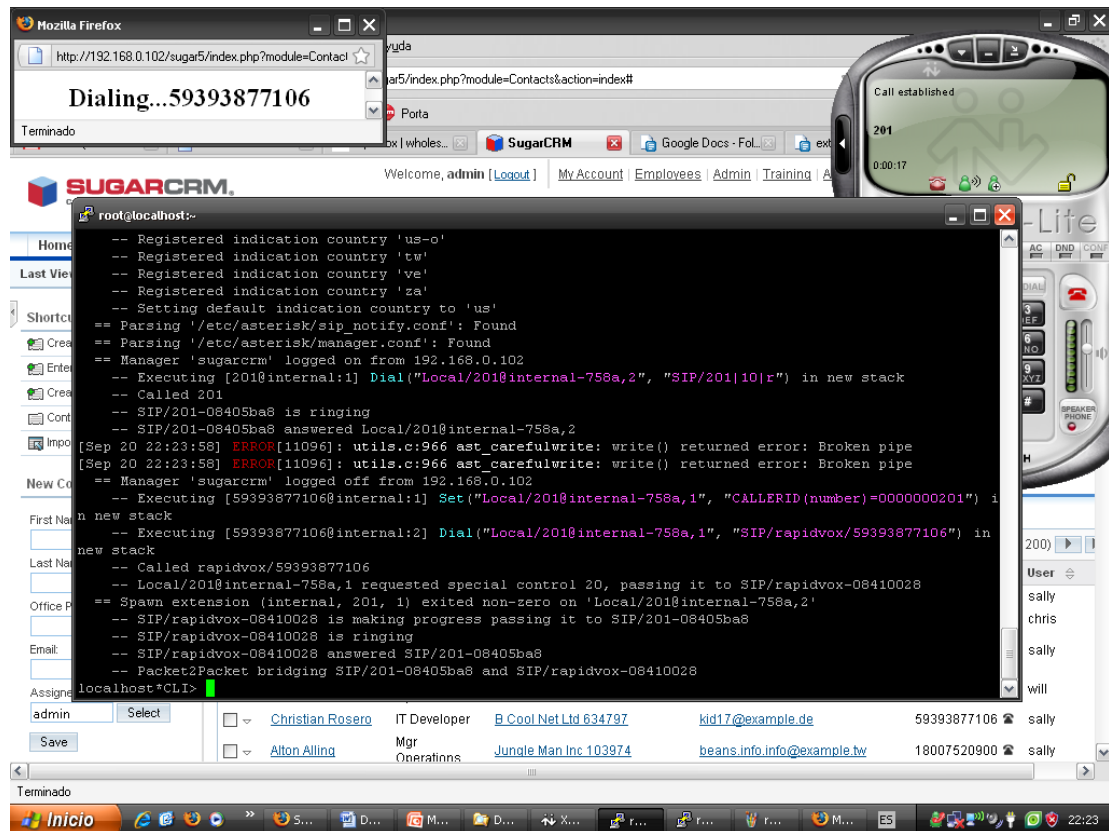 Mozilla Firefox
http://192.168.0.102/sugar5/index.php?module=Contact
Dialing...59393877106
Terminado
yuda
ar5/index.php?module=Contacts&action=index#
Porta
ox | wholes...
SugarCRM
Google Docs - Fol...
ext
Call established
201
0:00:17
SUGARCRM.
Welcome, admin [Logout] | My Account | Employees | Admin | Training |
-Lite
AC DND CONF
DIAL
SPEAKER
PHONE
Home
Last Vie
Shortcu
Crea
Enter
Crea
Cont
Impo
New Co
First Na
Last Na
Office P
Email:
Assigne
admin
Select
Save
root@localhost:~
-- Registered indication country 'us-o'
-- Registered indication country 'tw'
-- Registered indication country 've'
-- Registered indication country 'za'
-- Setting default indication country to 'us'
== Parsing '/etc/asterisk/sip_notify.conf': Found
== Parsing '/etc/asterisk/manager.conf': Found
== Manager 'sugarcrm' logged on from 192.168.0.102
-- Executing [201@internal:1] Dial("Local/201@internal-758a,2", "SIP/201|10|r") in new stack
-- Called 201
-- SIP/201-08405ba8 is ringing
-- SIP/201-08405ba8 answered Local/201@internal-758a,2
[Sep 20 22:23:58] ERROR[11096]: utils.c:966 ast_carefulwrite: write() returned error: Broken pipe
[Sep 20 22:23:58] ERROR[11096]: utils.c:966 ast_carefulwrite: write() returned error: Broken pipe
== Manager 'sugarcrm' logged off from 192.168.0.102
-- Executing [59393877106@internal:1] Set("Local/201@internal-758a,1", "CALLERID(number)=0000000201") i
n new stack
-- Executing [59393877106@internal:2] Dial("Local/201@internal-758a,1", "SIP/rapidvox/59393877106") in
new stack
-- Called rapidvox/59393877106
-- Local/201@internal-758a,1 requested special control 20, passing it to SIP/rapidvox-08410028
== Spawn extension (internal, 201, 1) exited non-zero on 'Local/201@internal-758a,2'
-- SIP/rapidvox-08410028 is making progress passing it to SIP/201-08405ba8
-- SIP/rapidvox-08410028 is ringing
-- SIP/rapidvox-08410028 answered SIP/201-08405ba8
-- Packet2Packet bridging SIP/201-08405ba8 and SIP/rapidvox-08410028
localhost*CLI>
200)
User
sally
chris
sally
will
Christian Rosero IT Developer B Cool Net Ltd 634797 kid17@example.de 59393877106 sally
Alton Alling Mgr Operations Jungle Man Inc 103974 beans.info.info@example.tw 18007520900 sally
Terminado
Inicio » S... D... M... D... X... r... r... r... M... ES 22:23